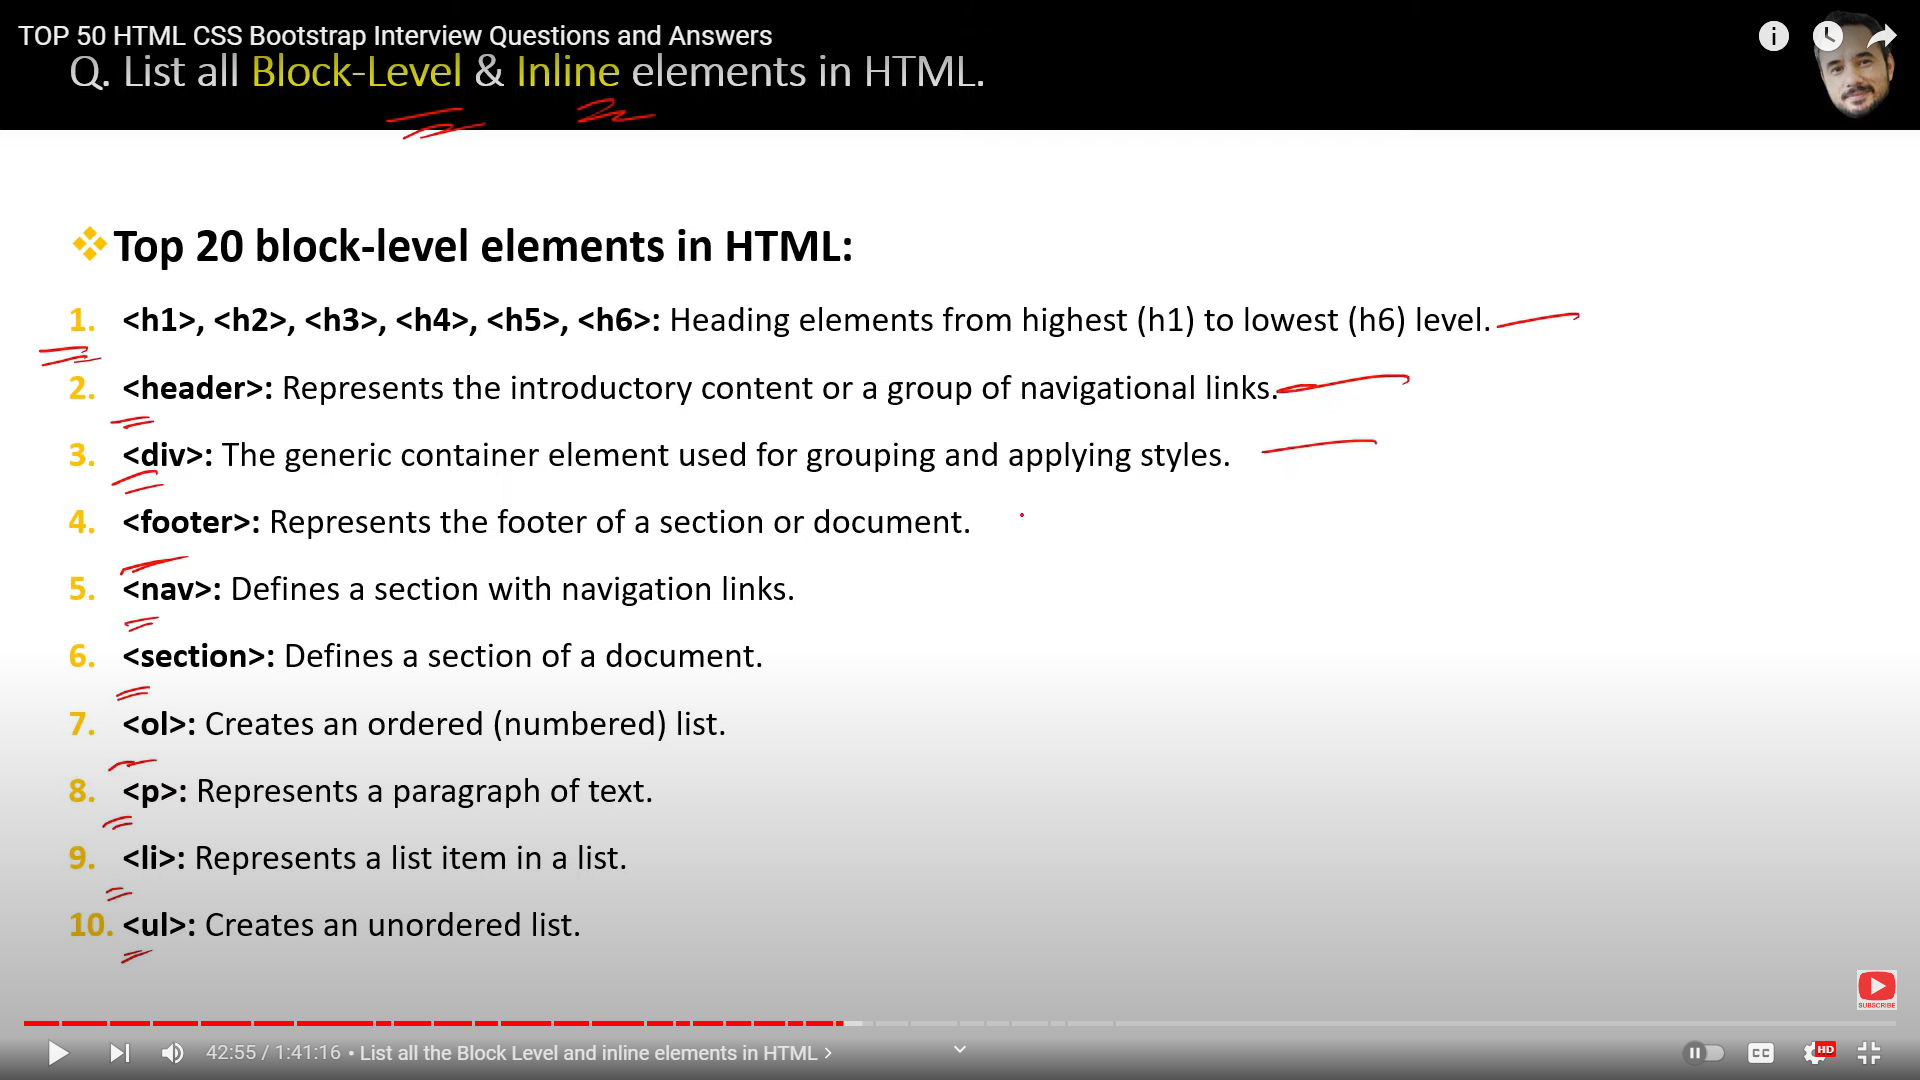 TOP 50 HTML CSS Bootstrap Interview Questions and Answers
Q. List all Block-Level & Inline elements in HTML.
Top 20 block-level elements in HTML:
1. <h1>, <h2>, <h3>, <h4>, <h5>, <h6>: Heading elements from highest (h1) to lowest (h6) level.
2. <header>: Represents the introductory content or a group of navigational links.
3. <div>: The generic container element used for grouping and applying styles.
4. <footer>: Represents the footer of a section or document.
5. <nav>: Defines a section with navigation links.
6. <section>: Defines a section of a document.
7. <ol>: Creates an ordered (numbered) list.
8. <p>: Represents a paragraph of text.
9. <li>: Represents a list item in a list.
10. <ul>: Creates an unordered list.
SUBSCRIBE
42:55 / 1:41:16 • List all the Block Level and inline elements in HTML >
CC
HD